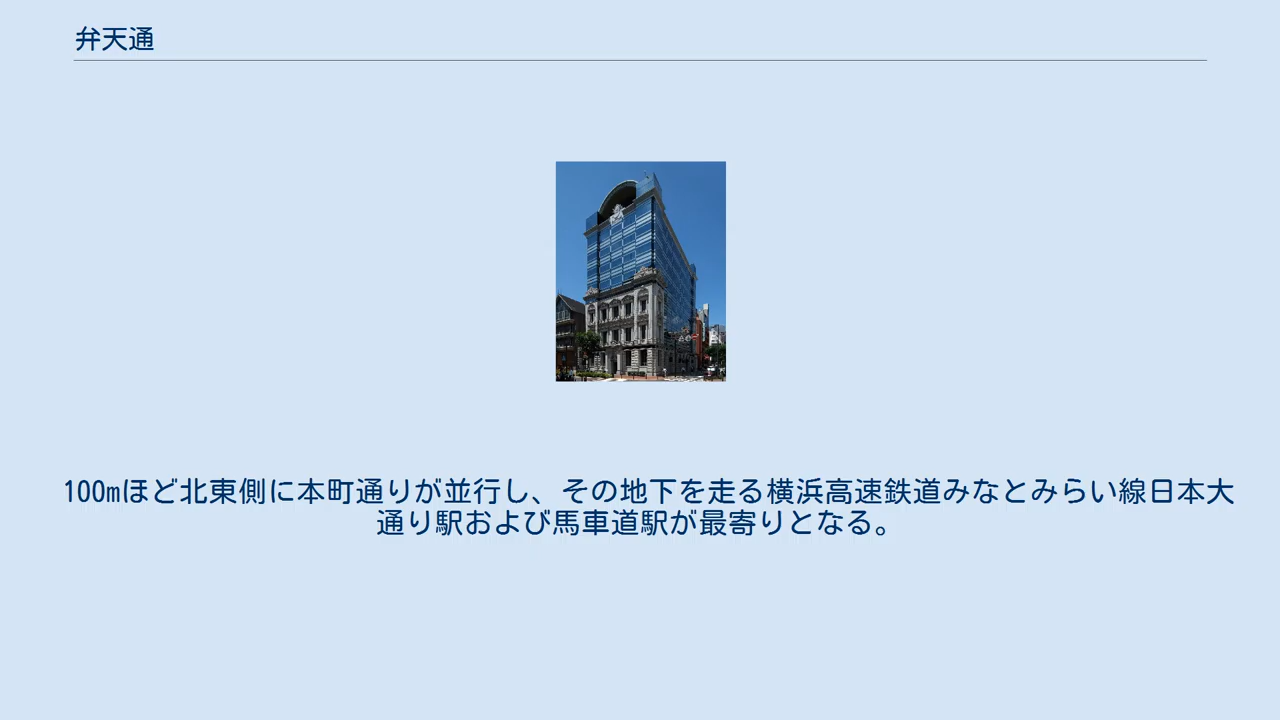 弁天通
100mほど北東側に本町通りが並行し、その地下を走る横浜高速鉄道みなとみらい線日本大
通り駅および馬車道駅が最寄りとなる。